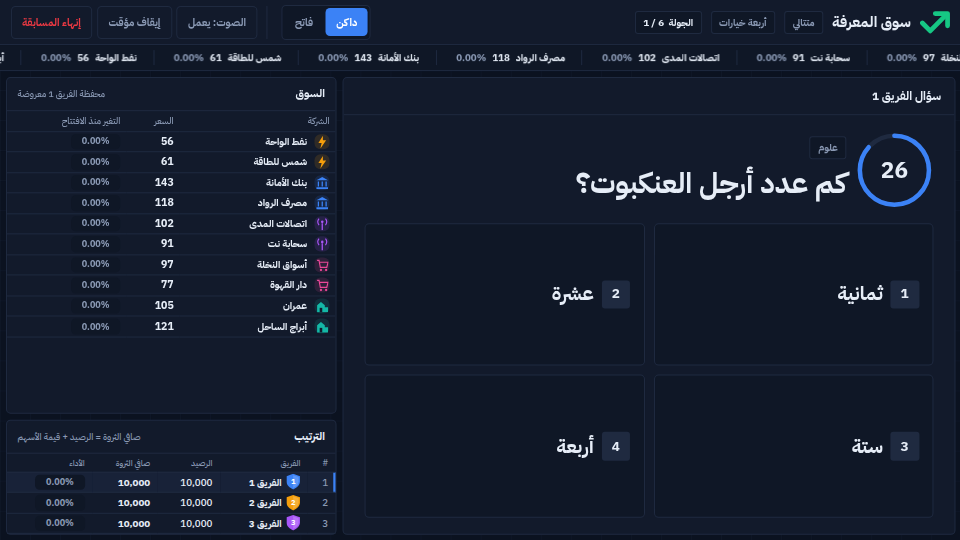 سوق المعرفة
متتالي
أربعة خيارات
الجولة 6 / 1
داكن
فاتح
الصوت: يعمل
إيقاف مؤقت
إنهاء المسابقة
نخلة 97 0.00%
سحابة نت 91 0.00%
اتصالات المدى 102 0.00%
مصرف الرواد 118 0.00%
بنك الأمانة 143 0.00%
شمس للطاقة 61 0.00%
نفط الواحة 56 0.00%
سؤال الفريق 1
26
علوم
كم عدد أرجل العنكبوت؟
1 ثمانية
2 عشرة
3 ستة
4 أربعة
السوق
محفظة الفريق 1 معروضة
الشركة السعر التغير منذ الافتتاح
نفط الواحة 56 0.00%
شمس للطاقة 61 0.00%
بنك الأمانة 143 0.00%
مصرف الرواد 118 0.00%
اتصالات المدى 102 0.00%
سحابة نت 91 0.00%
أسواق النخلة 97 0.00%
دار القهوة 77 0.00%
عمران 105 0.00%
أبراج الساحل 121 0.00%
الترتيب
صافي الثروة = الرصيد + قيمة الأسهم
# الفريق الرصيد صافي الثروة الأداء
1 1 الفريق 1 10,000 10,000 0.00%
2 2 الفريق 2 10,000 10,000 0.00%
3 3 الفريق 3 10,000 10,000 0.00%